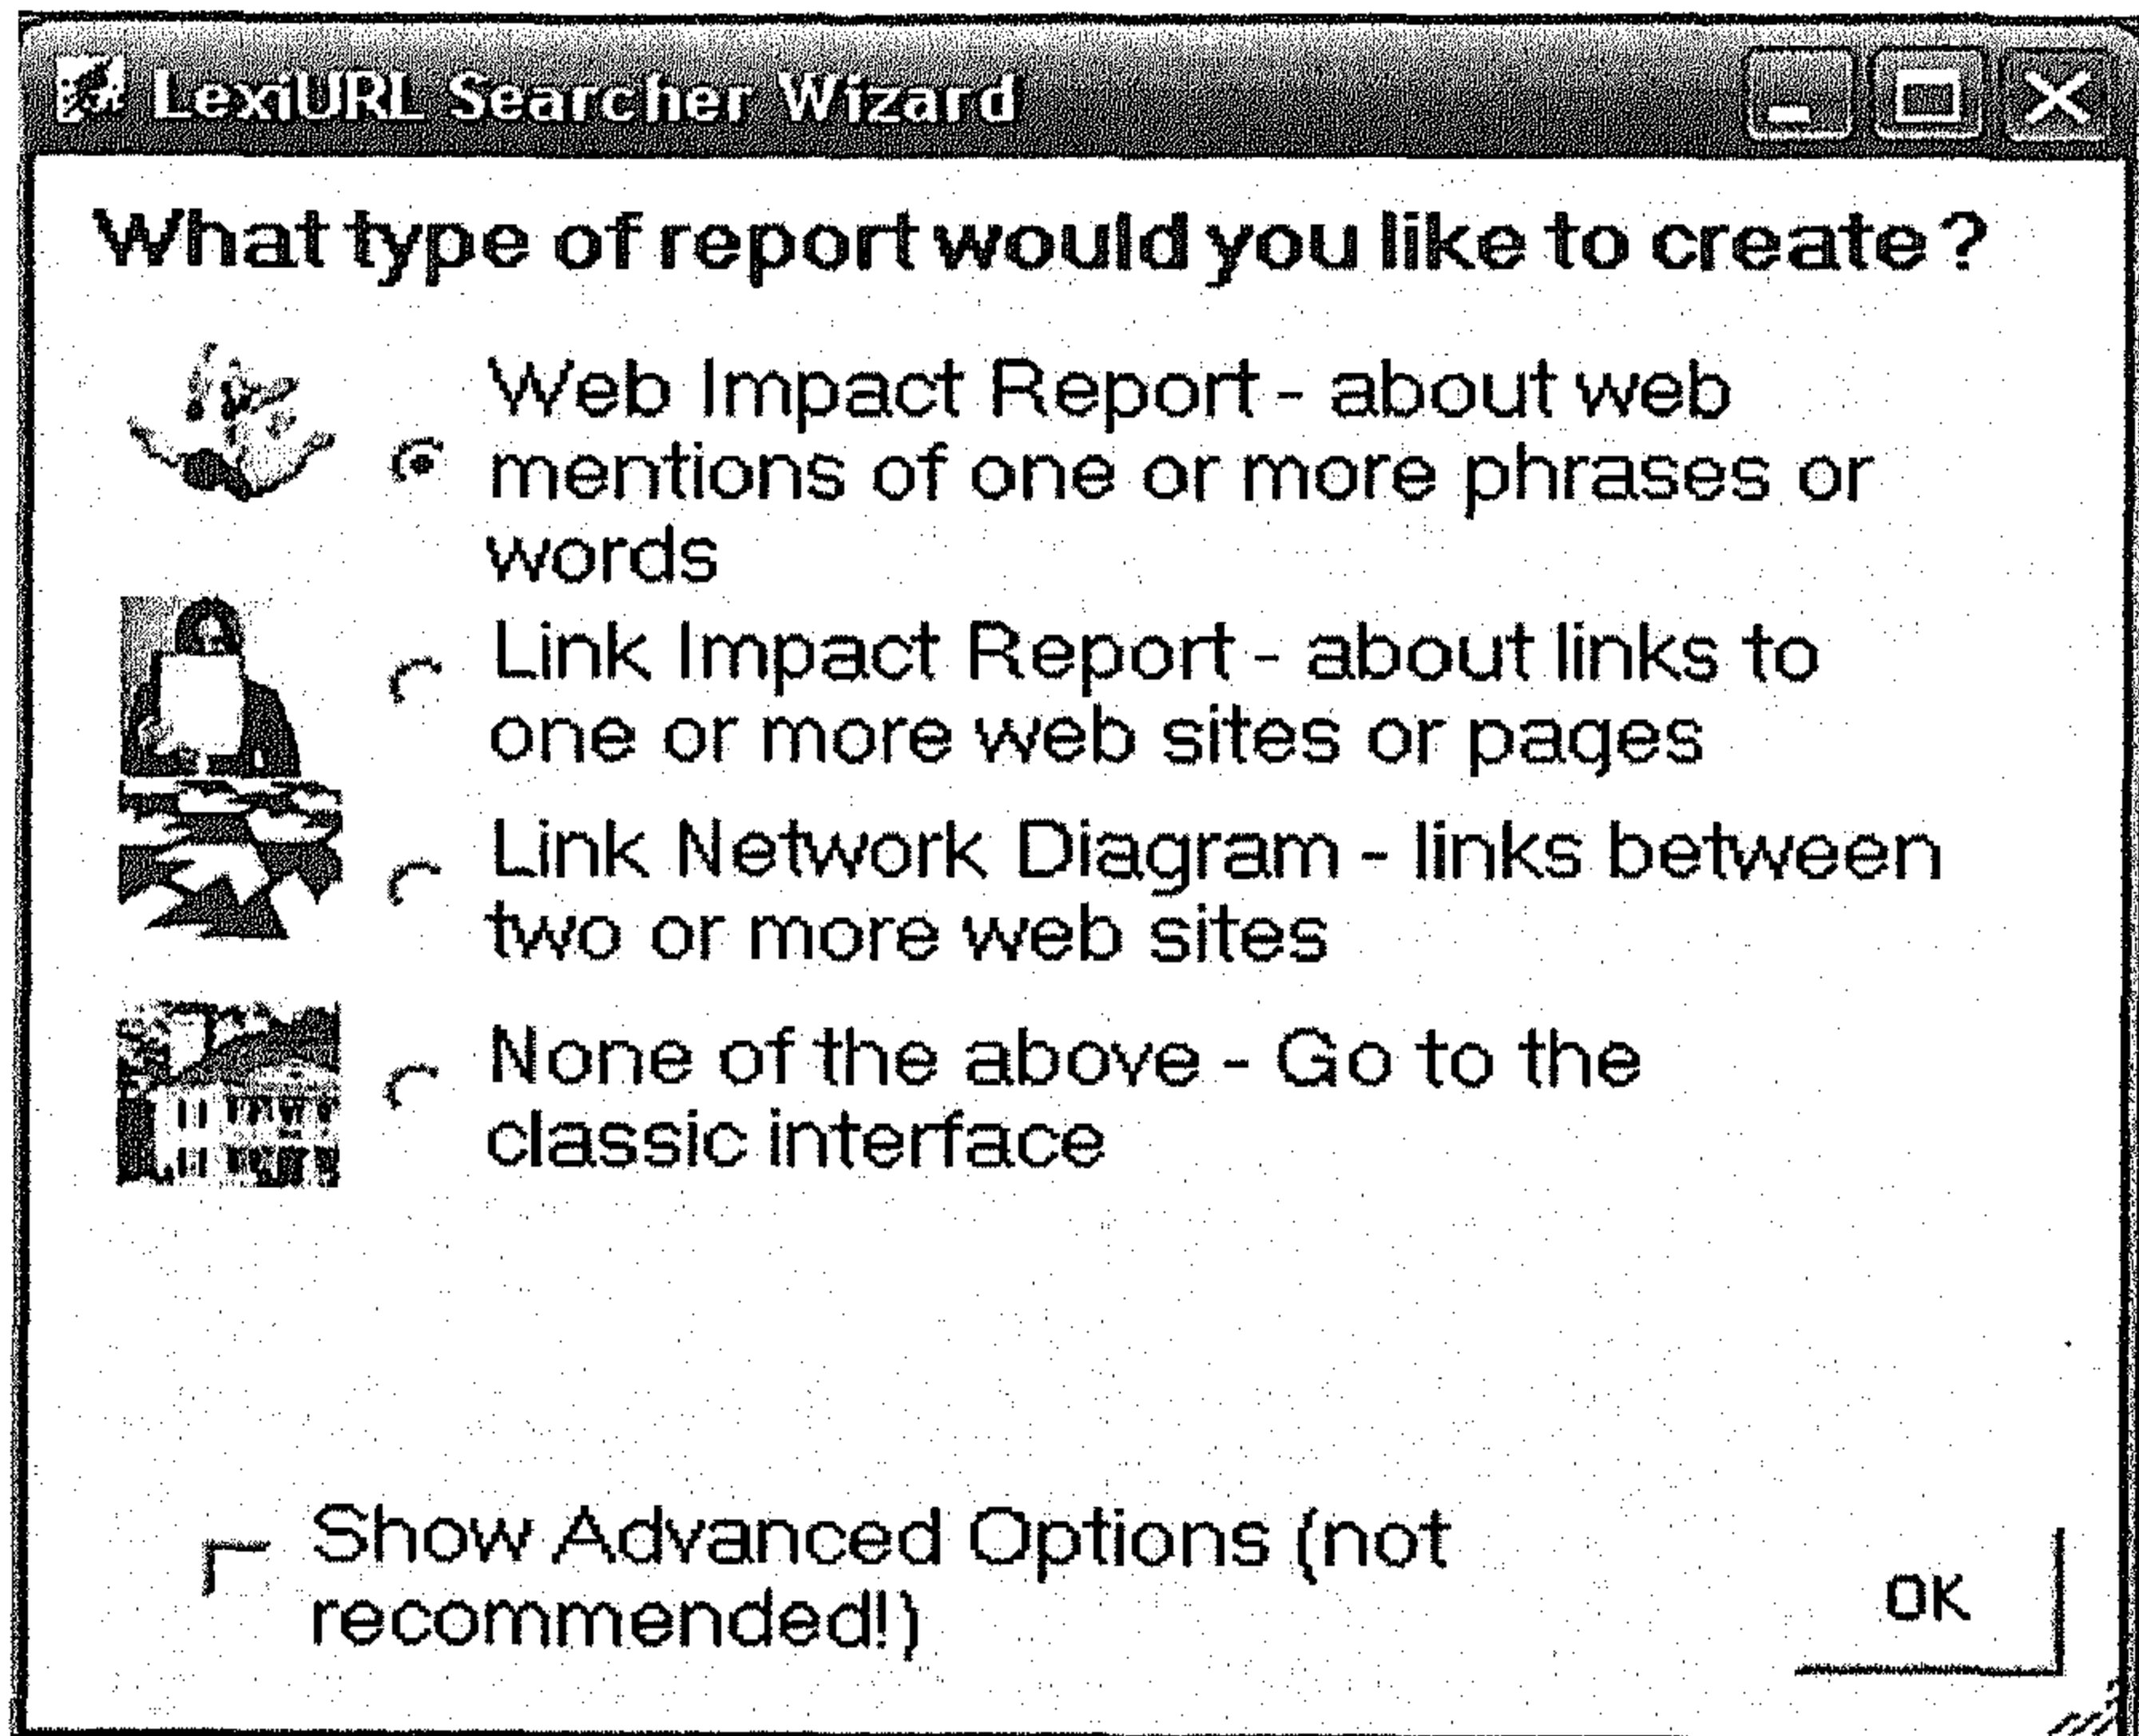 LexiURL Searcher Wizard
What type of report would you like to create?
Web Impact Report - about web
mentions of one or more phrases or
words
Link Impact Report - about links to
one or more web sites or pages
Link Network Diagram - links between
two or more web sites
None of the above - Go to the
classic interface
Show Advanced Options (not
recommended!)
OK